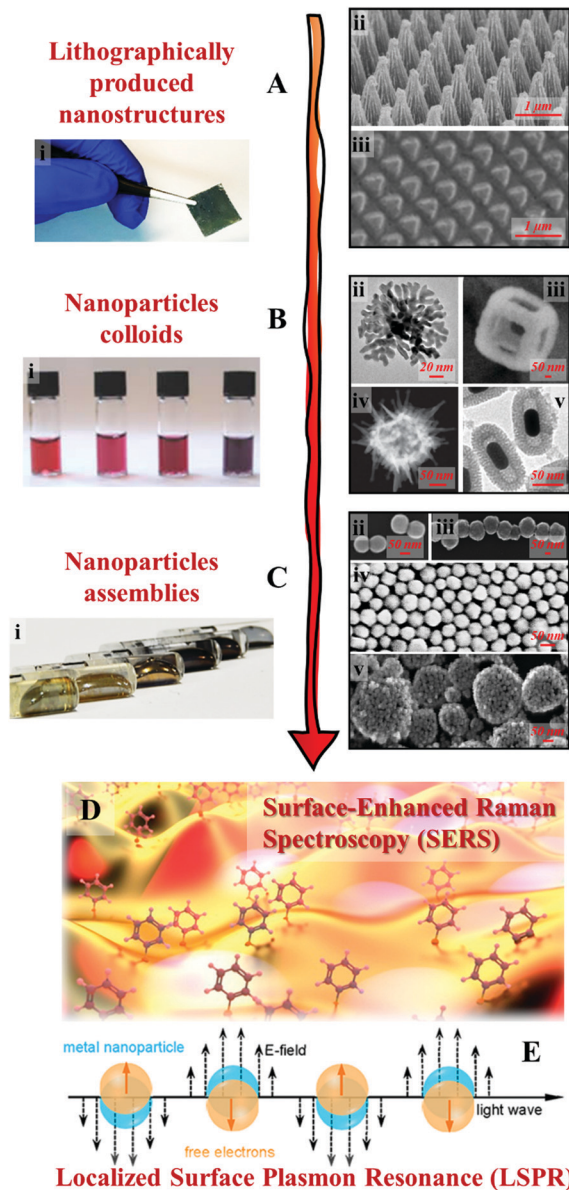 Lithographically
produced
nanostructures
A
i
ii
1 μm
iii
1 μm
Nanoparticles
colloids
B
i
ii
20 nm
iii
50 nm
iv
50 nm
v
50 nm
Nanoparticles
assemblies
C
i
ii
50 nm
iii
50 nm
iv
50 nm
v
50 nm
D
Surface-Enhanced Raman
Spectroscopy (SERS)
E
metal nanoparticle
E-field
light wave
free electrons
Localized Surface Plasmon Resonance (LSPR)